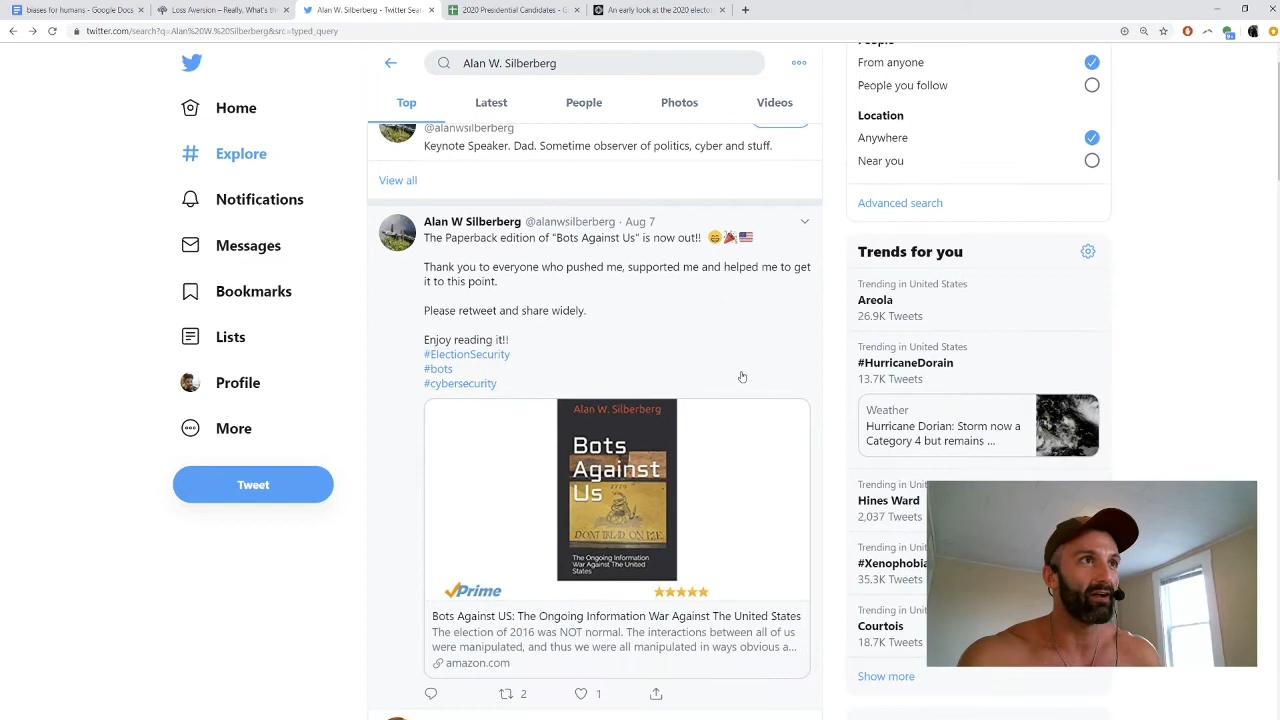 biases for humans - Google Docs
Loss Aversion – Really, What's the
Alan W. Silberberg - Twitter Sear
2020 Presidential Candidates - G
An early look at the 2020 elector
twitter.com/search?q=Alan%20W.%20Silberberg&src=typed_query
Alan W. Silberberg
Top
Latest
People
Photos
Videos
Home
Explore
Notifications
Messages
Bookmarks
Lists
Profile
More
Tweet
@alanwsilberberg
Keynote Speaker. Dad. Sometime observer of politics, cyber and stuff.
View all
Alan W Silberberg @alanwsilberberg · Aug 7
The Paperback edition of "Bots Against Us" is now out!! 😁🎉🇺🇸
Thank you to everyone who pushed me, supported me and helped me to get
it to this point.
Please retweet and share widely.
Enjoy reading it!!
#ElectionSecurity
#bots
#cybersecurity
Alan W. Silberberg
Bots
Against
Us
DONT TREAD ON ME
The Ongoing Information
War Against The United
States
Prime
Bots Against US: The Ongoing Information War Against The United States
The election of 2016 was NOT normal. The interactions between all of us
were manipulated, and thus we were all manipulated in ways obvious a...
amazon.com
2
1
People
From anyone
People you follow
Location
Anywhere
Near you
Advanced search
Trends for you
Trending in United States
Areola
26.9K Tweets
Trending in United States
#HurricaneDorain
13.7K Tweets
Weather
Hurricane Dorian: Storm now a
Category 4 but remains ...
Trending in Unit
Hines Ward
2,037 Tweets
Trending in Unit
#Xenophobia
35.3K Tweets
Trending in Unit
Courtois
18.7K Tweets
Show more